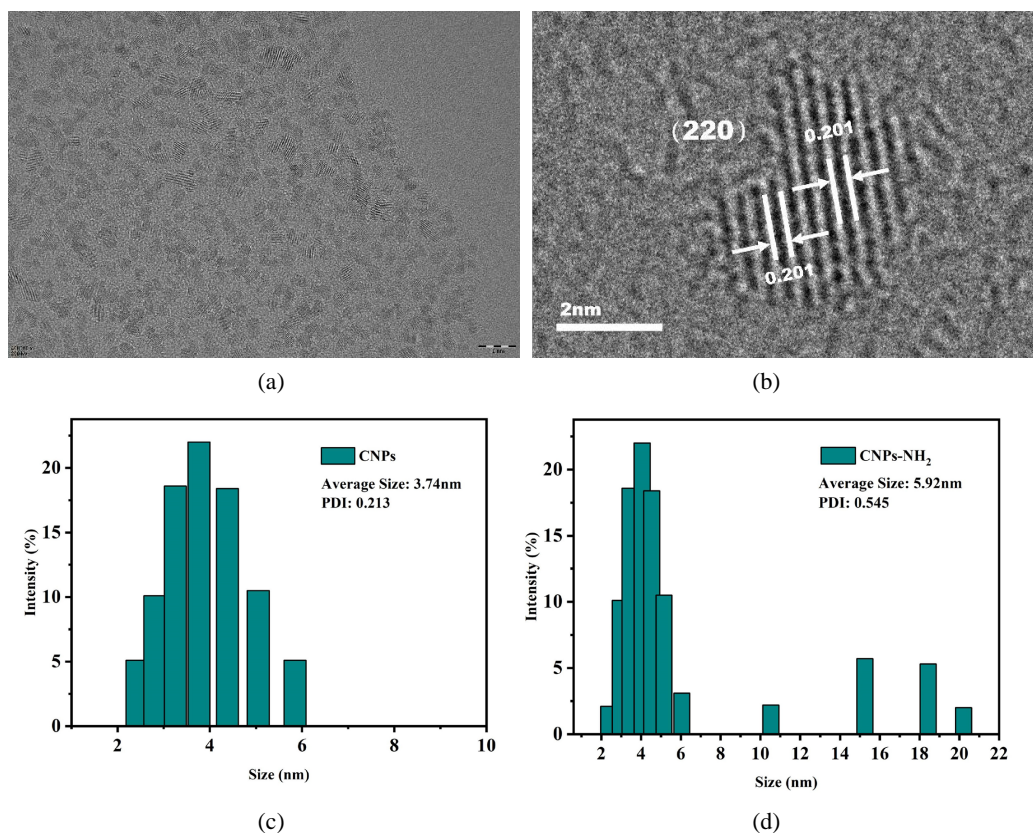 (220)
0.201
0.201
2nm
(a)
(b)
CNPs
Average Size: 3.74nm
PDI: 0.213
Intensity (%)
20
15
10
5
0
2 4 6 8 10
Size (nm)
(c)
CNPs-NH₂
Average Size: 5.92nm
PDI: 0.545
Intensity (%)
20
15
10
5
0
2 4 6 8 10 12 14 16 18 20 22
Size (nm)
(d)